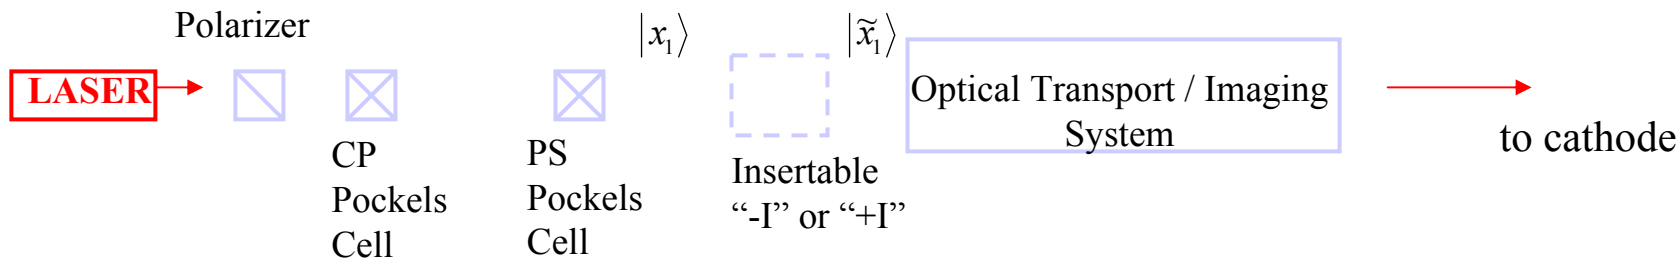 Polarizer
|x₁⟩
|x̃₁⟩
LASER
Optical Transport / Imaging
System
to cathode
CP
Pockels
Cell
PS
Pockels
Cell
Insertable
“-I” or “+I”